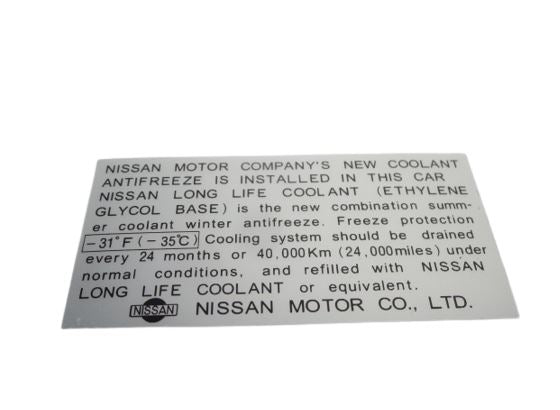 NISSAN MOTOR COMPANY'S NEW COOLANT
ANTIFREEZE IS INSTALLED IN THIS CAR
NISSAN LONG LIFE COOLANT (ETHYLENE
GLYCOL BASE) is the new combination summ-
er coolant winter antifreeze. Freeze protection
-31°F (-35℃) Cooling system should be drained
every 24 months or 40,000Km (24,000miles) under
normal conditions, and refilled with NISSAN
LONG LIFE COOLANT or equivalent.
NISSAN NISSAN MOTOR CO., LTD.